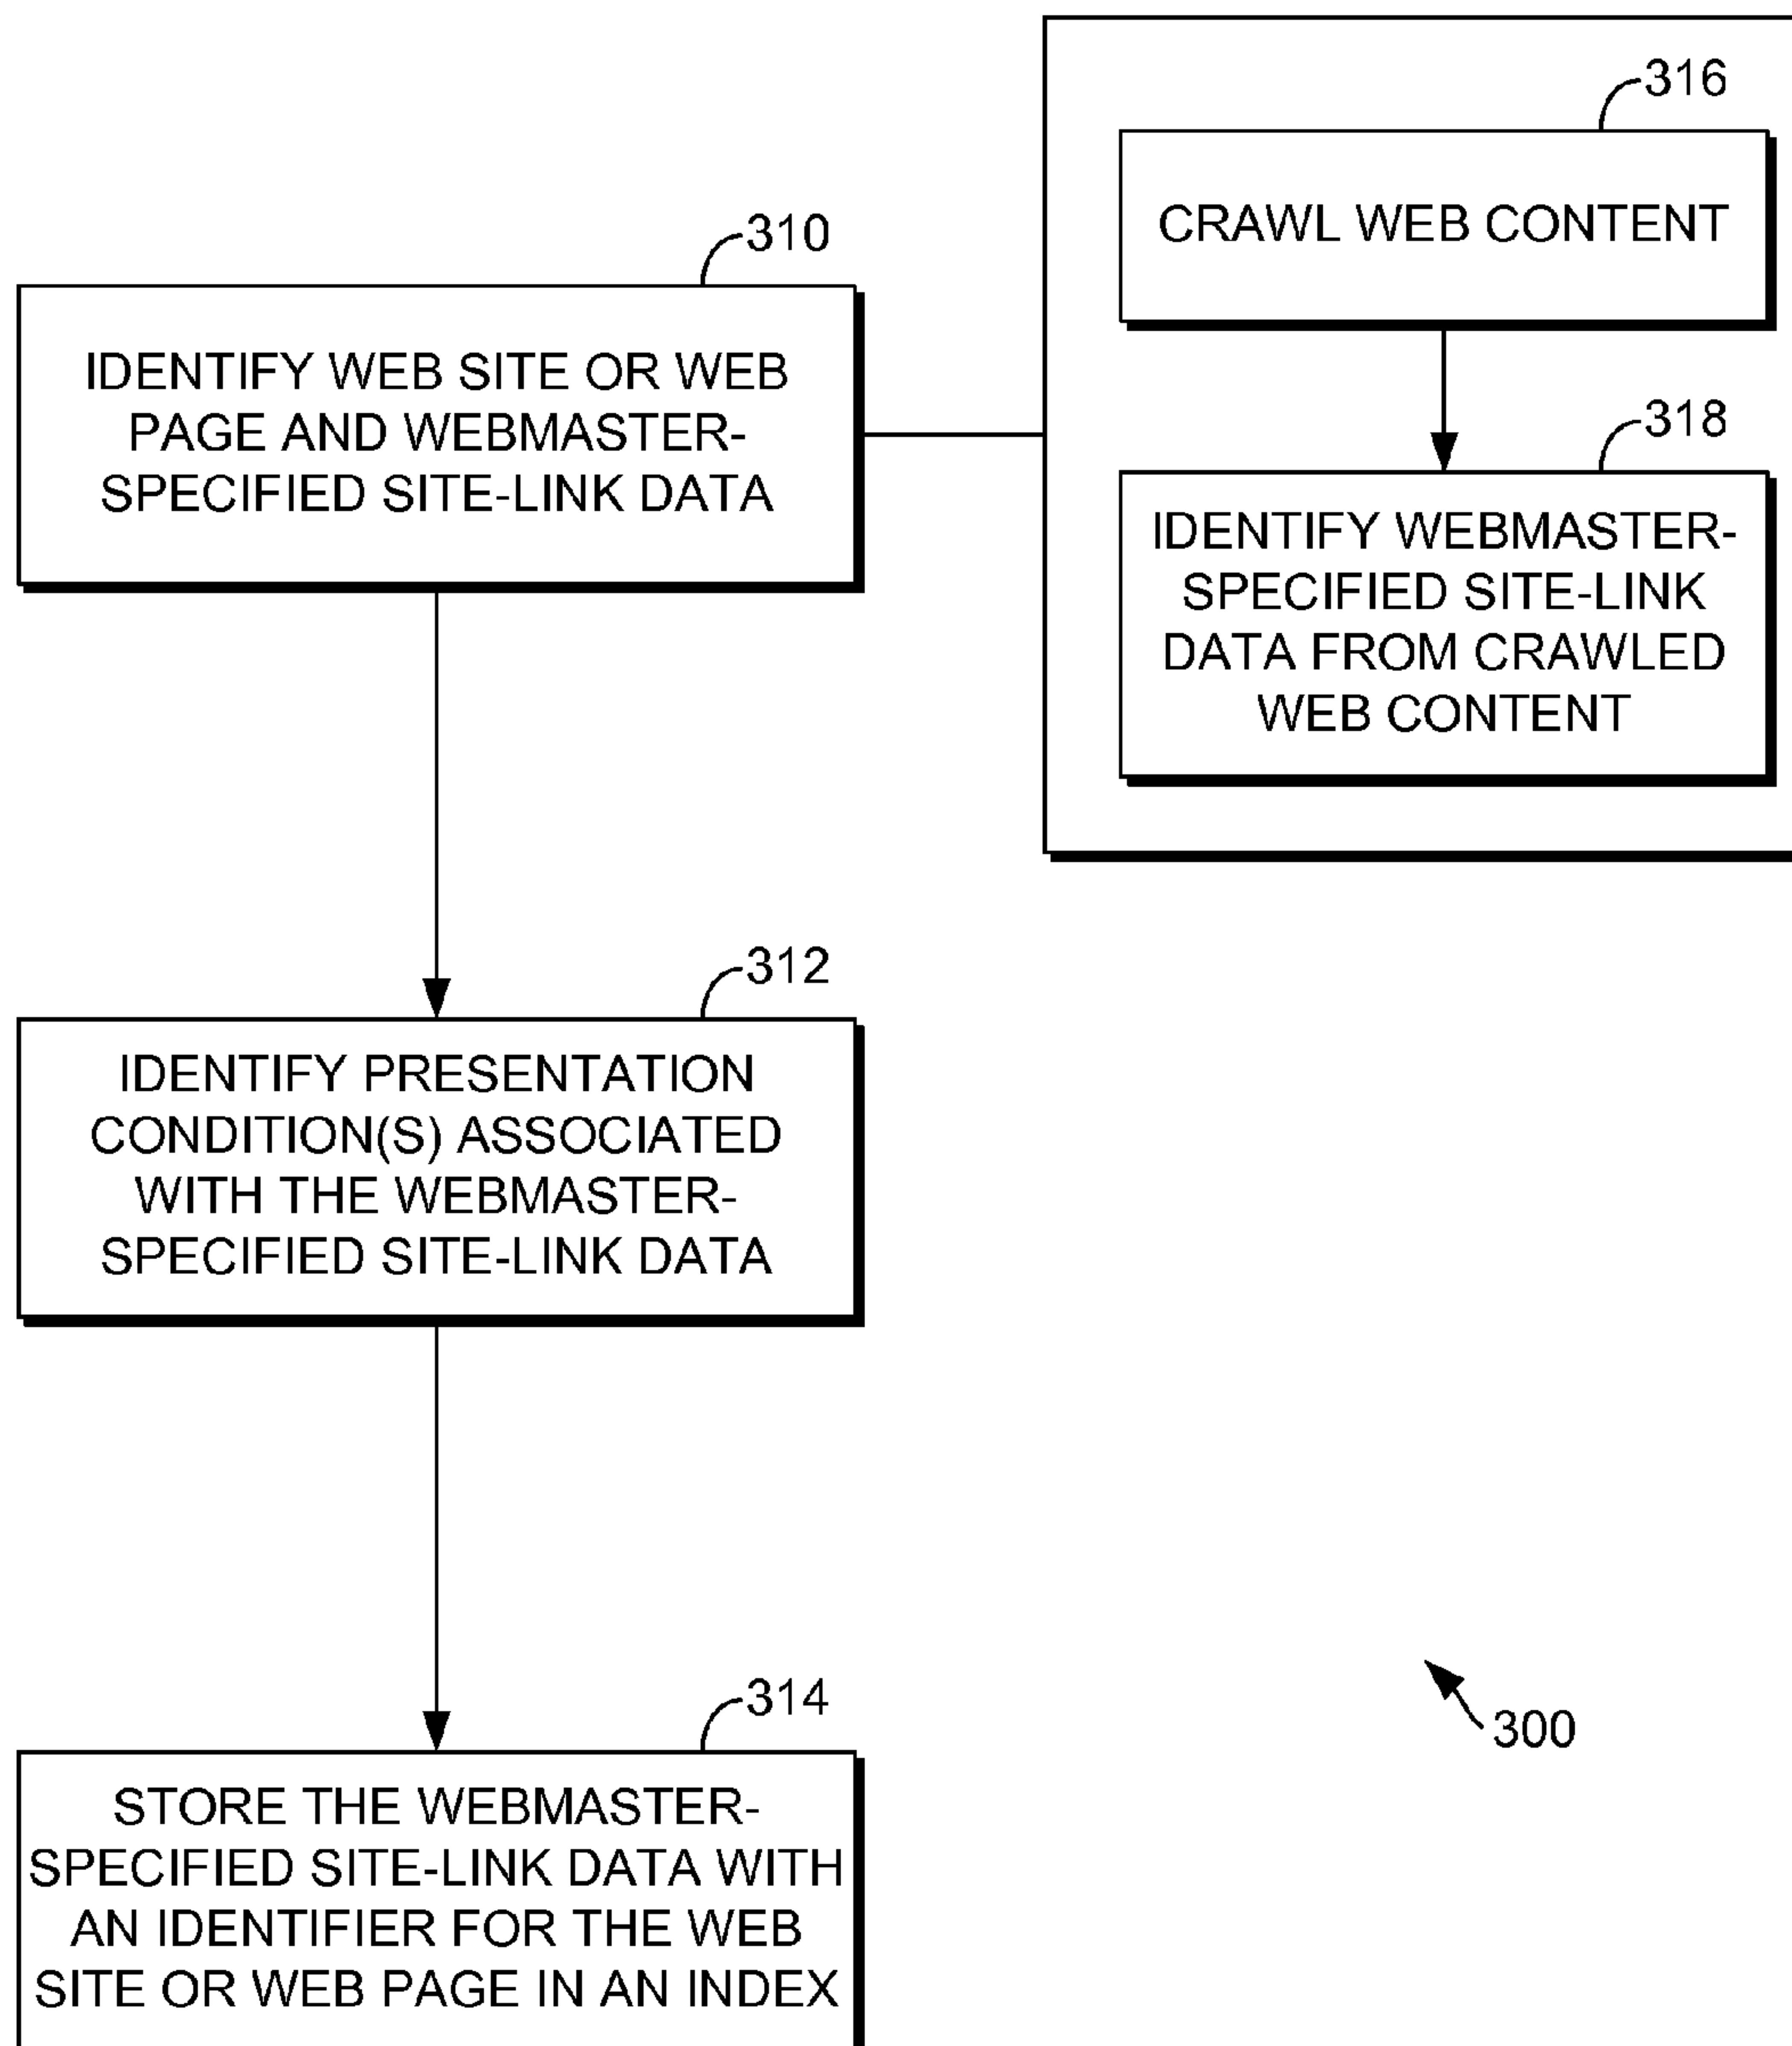 316
CRAWL WEB CONTENT
310
IDENTIFY WEB SITE OR WEB
PAGE AND WEBMASTER-
SPECIFIED SITE-LINK DATA
318
IDENTIFY WEBMASTER-
SPECIFIED SITE-LINK
DATA FROM CRAWLED
WEB CONTENT
312
IDENTIFY PRESENTATION
CONDITION(S) ASSOCIATED
WITH THE WEBMASTER-
SPECIFIED SITE-LINK DATA
314
STORE THE WEBMASTER-
SPECIFIED SITE-LINK DATA WITH
AN IDENTIFIER FOR THE WEB
SITE OR WEB PAGE IN AN INDEX
300